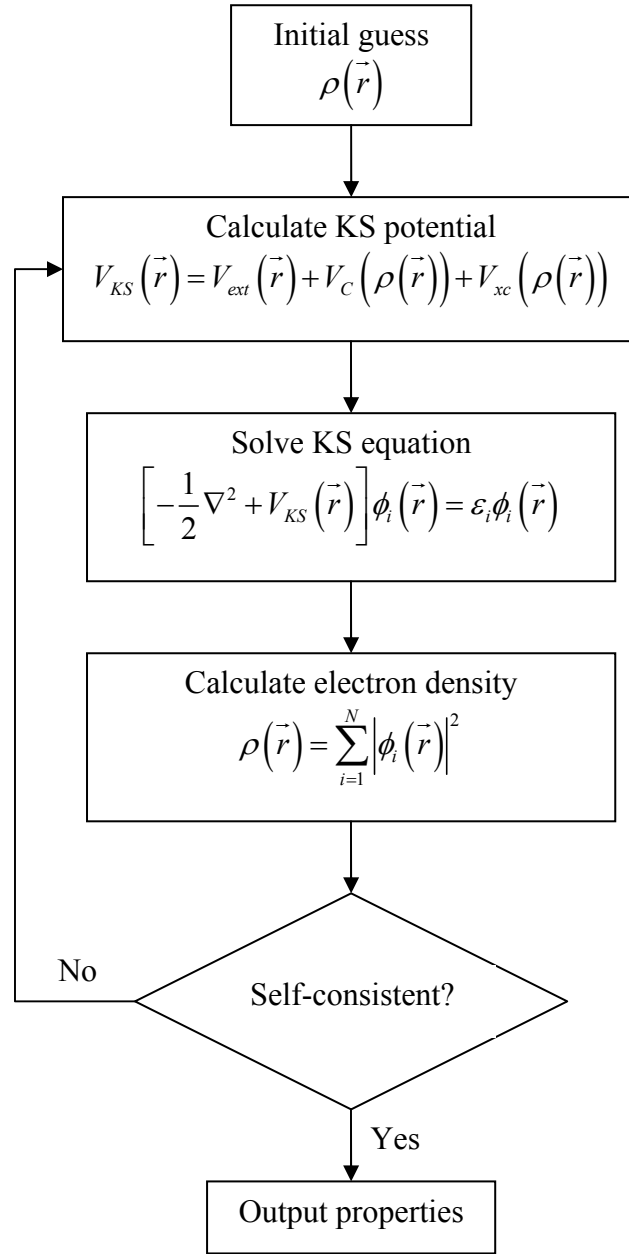 Initial guess
ρ(r⃗)
Calculate KS potential
V_KS(r⃗) = V_ext(r⃗) + V_C(ρ(r⃗)) + V_xc(ρ(r⃗))
Solve KS equation
[-1/2 ∇² + V_KS(r⃗)]ϕ_i(r⃗) = ε_iϕ_i(r⃗)
Calculate electron density
ρ(r⃗) = ∑_{i=1}^{N} |ϕ_i(r⃗)|²
No
Self-consistent?
Yes
Output properties